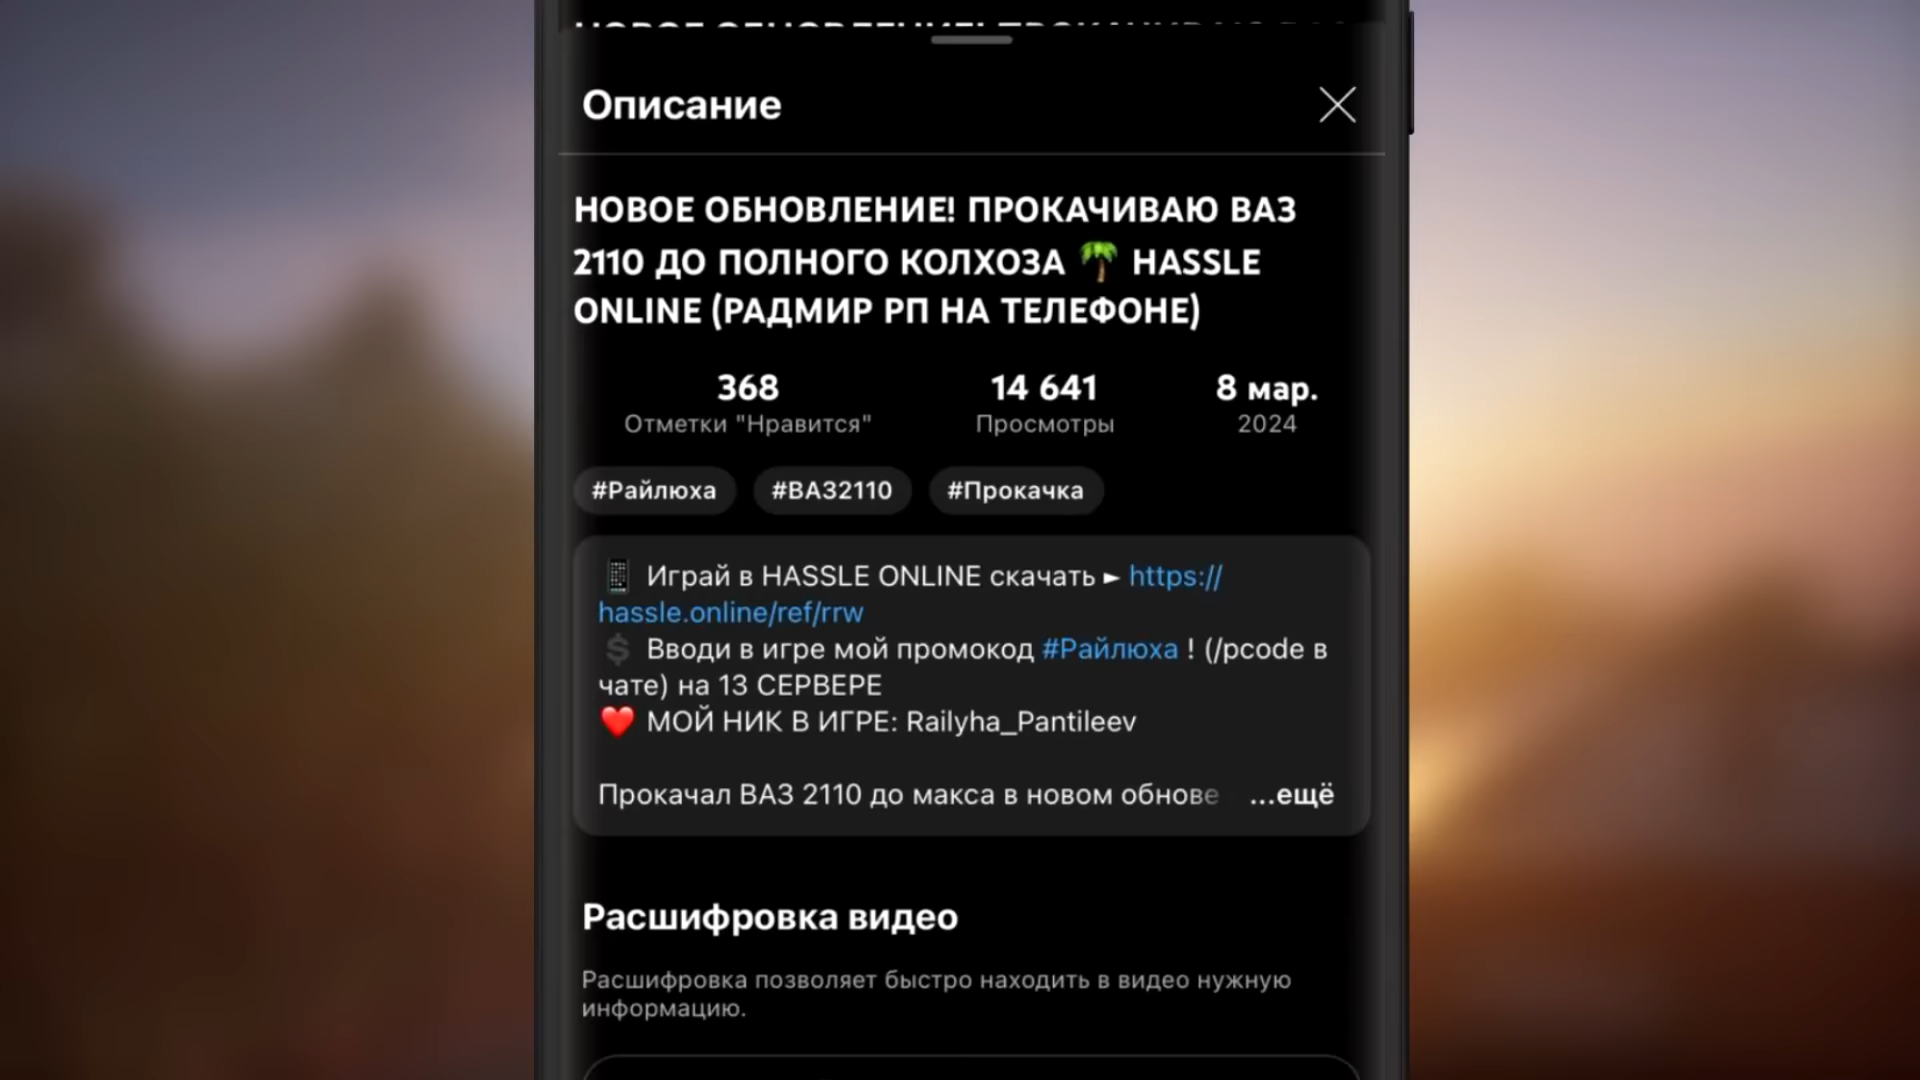 Описание
НОВОЕ ОБНОВЛЕНИЕ! ПРОКАЧИВАЮ ВАЗ
2110 ДО ПОЛНОГО КОЛХОЗА 🌴 HASSLE
ONLINE (РАДМИР РП НА ТЕЛЕФОНЕ)
368 14 641 8 мар.
Отметки "Нравится" Просмотры 2024
#Райлюха #ВАЗ2110 #Прокачка
📱 Играй в HASSLE ONLINE скачать ► https://
hassle.online/ref/rrw
💲 Вводи в игре мой промокод #Райлюха ! (/pcode в
чате) на 13 СЕРВЕРЕ
❤️ МОЙ НИК В ИГРЕ: Railyha_Pantileev
Прокачал ВАЗ 2110 до макса в новом обнове ...ещё
Расшифровка видео
Расшифровка позволяет быстро находить в видео нужную
информацию.